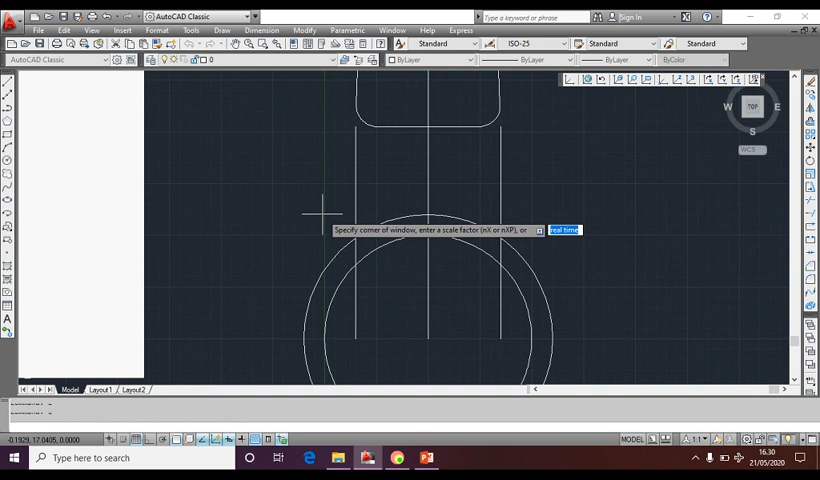 AutoCAD Classic
Type a keyword or phrase
Sign In
File Edit View Insert Format Tools Draw Dimension Modify Parametric Window Help Express
Standard ISO-25 Standard Standard
AutoCAD Classic 0 ByLayer ByLayer ByLayer ByColor
W TOP E
S
WCS
Specify corner of window, enter a scale factor (nX or nXP), or real time
Model Layout1 Layout2
-0.1929, 17.0405, 0.0000
MODEL 1:1
Type here to search
16.30
21/05/2020